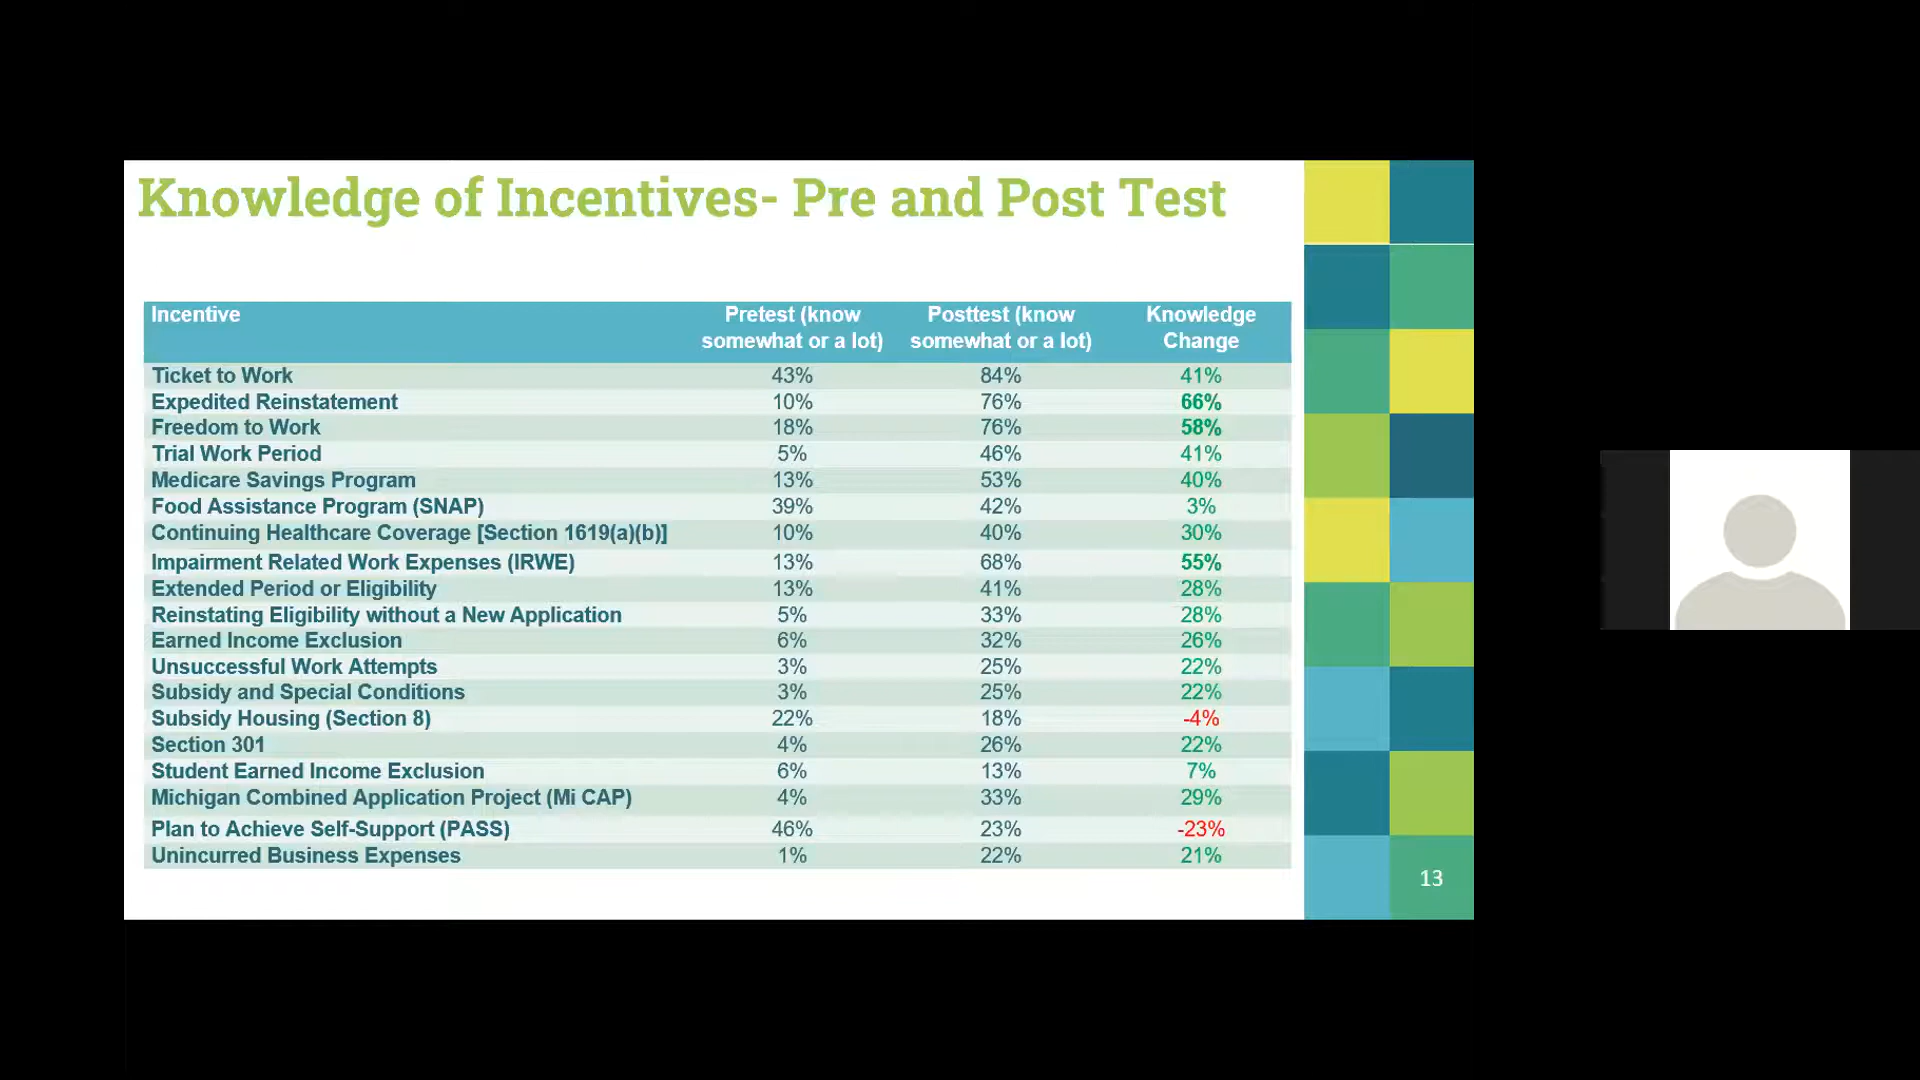 Knowledge of Incentives- Pre and Post Test
Incentive Pretest (know somewhat or a lot) Posttest (know somewhat or a lot) Knowledge Change
Ticket to Work 43% 84% 41%
Expedited Reinstatement 10% 76% 66%
Freedom to Work 18% 76% 58%
Trial Work Period 5% 46% 41%
Medicare Savings Program 13% 53% 40%
Food Assistance Program (SNAP) 39% 42% 3%
Continuing Healthcare Coverage [Section 1619(a)(b)] 10% 40% 30%
Impairment Related Work Expenses (IRWE) 13% 68% 55%
Extended Period or Eligibility 13% 41% 28%
Reinstating Eligibility without a New Application 5% 33% 28%
Earned Income Exclusion 6% 32% 26%
Unsuccessful Work Attempts 3% 25% 22%
Subsidy and Special Conditions 3% 25% 22%
Subsidy Housing (Section 8) 22% 18% -4%
Section 301 4% 26% 22%
Student Earned Income Exclusion 6% 13% 7%
Michigan Combined Application Project (Mi CAP) 4% 33% 29%
Plan to Achieve Self-Support (PASS) 46% 23% -23%
Unincurred Business Expenses 1% 22% 21%
13